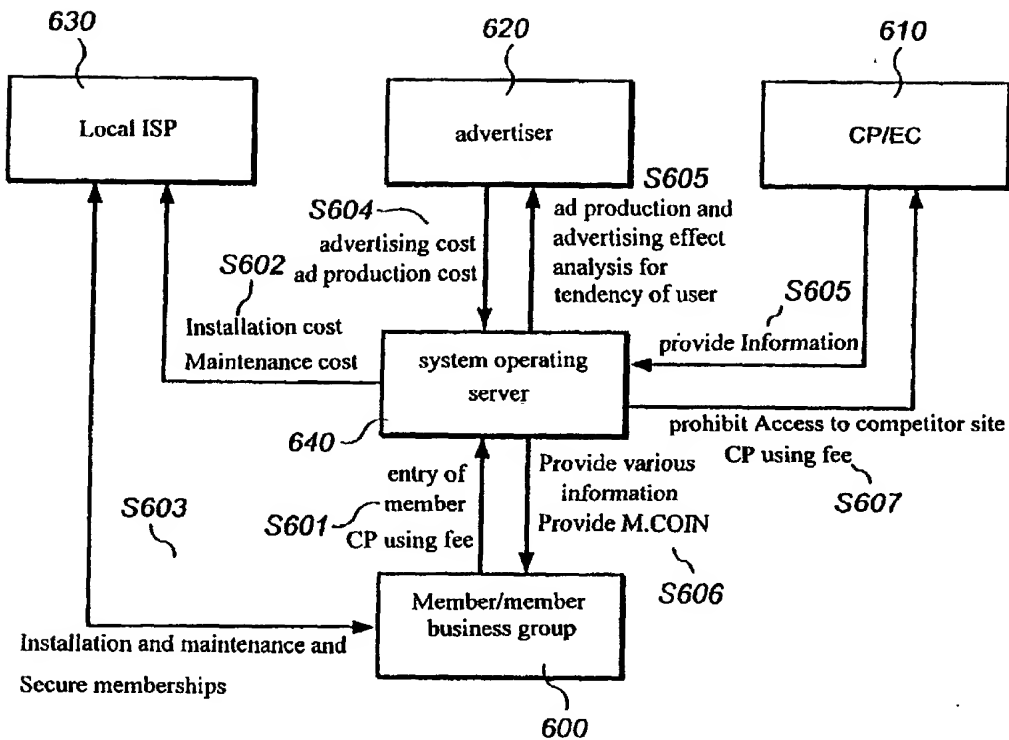 630
620
610
Local ISP
advertiser
CP/EC
S604
advertising cost
ad production cost
S605
ad production and
advertising effect
analysis for
tendency of user
S602
Installation cost
Maintenance cost
S605
provide Information
system operating
server
640
prohibit Access to competitor site
CP using fee
S607
S603
S601
entry of
member
CP using fee
Provide various
information
Provide M.COIN
S606
Member/member
business group
Installation and maintenance and
Secure memberships
600